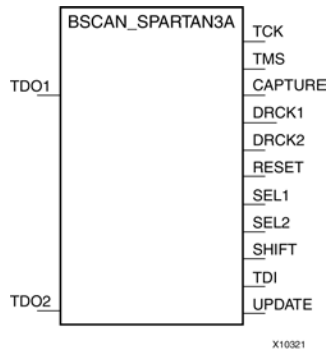 BSCAN_SPARTAN3A
TCK
TMS
TDO1
CAPTURE
DRCK1
DRCK2
RESET
SEL1
SEL2
SHIFT
TDI
TDO2
UPDATE
X10321